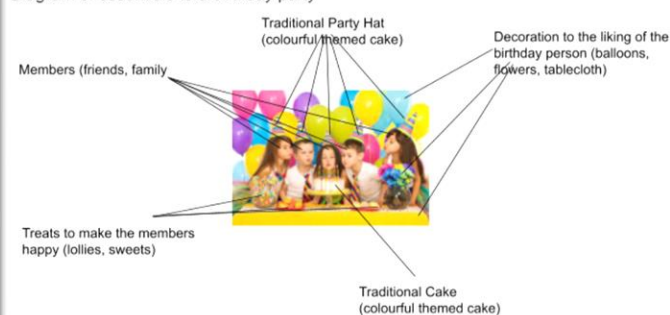 Traditional Party Hat
(colourful themed cake)
Decoration to the liking of the
birthday person (balloons,
flowers, tablecloth)
Members (friends, family
Treats to make the members
happy (lollies, sweets)
Traditional Cake
(colourful themed cake)